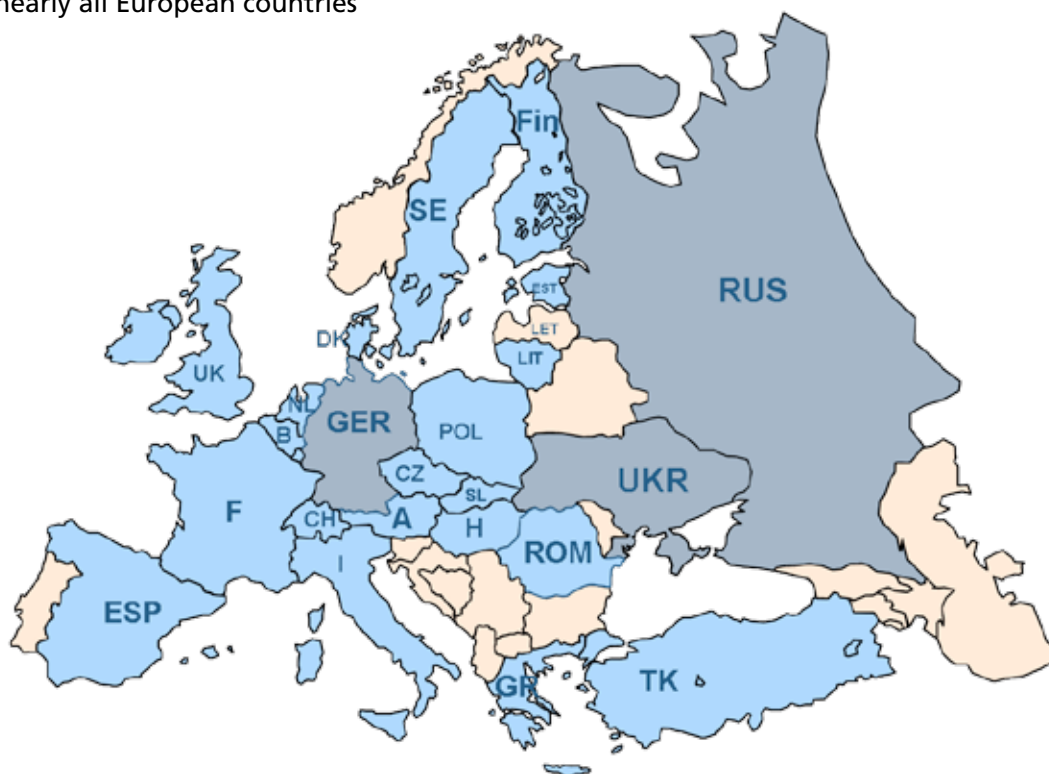 nearly all European countries
Fin
SE
RUS
EST
LET
DK
LIT
UK
NL
GER
B
POL
CZ
UKR
SL
F
CH
A
H
ROM
I
ESP
TK
GR